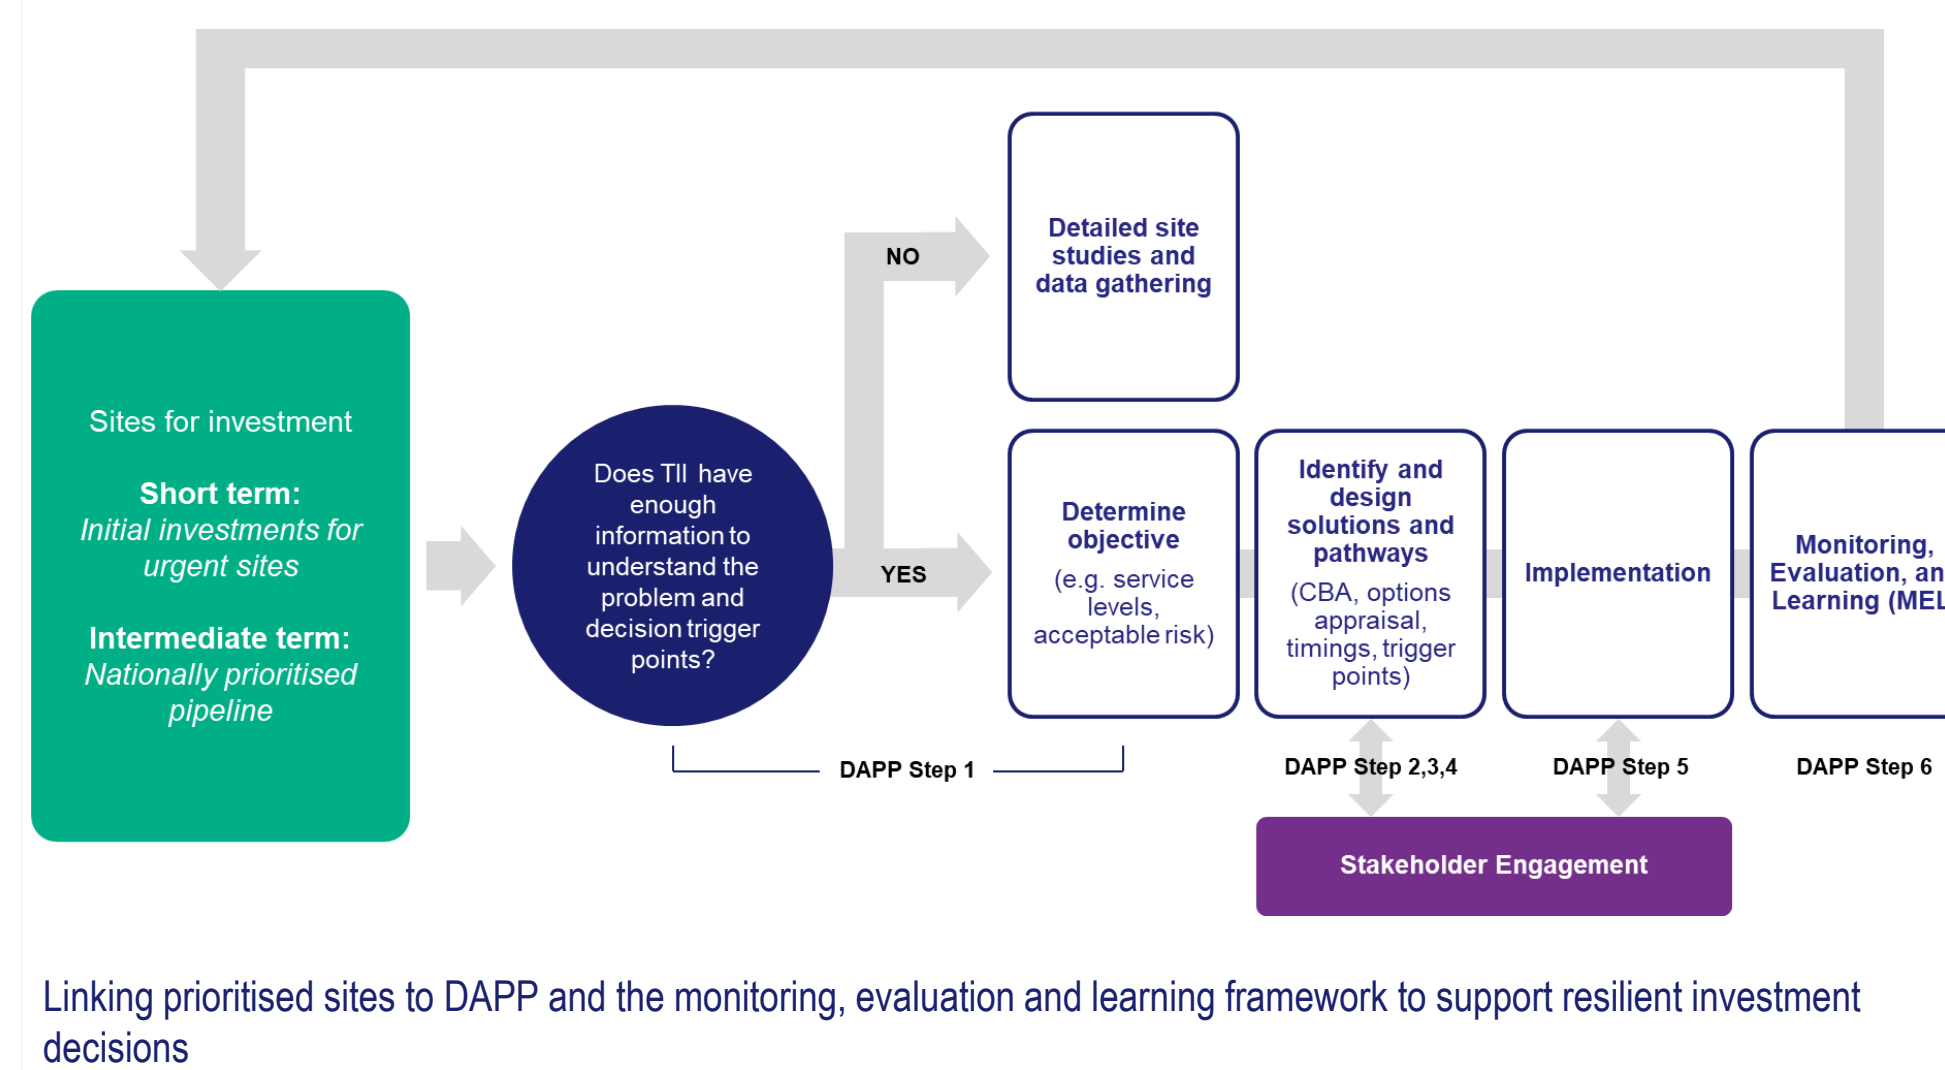 Sites for investment
Short term:
Initial investments for
urgent sites
Intermediate term:
Nationally prioritised
pipeline
Does TII have
enough
information to
understand the
problem and
decision trigger
points?
NO
YES
Detailed site
studies and
data gathering
Determine
objective
(e.g. service
levels,
acceptable risk)
Identify and
design
solutions and
pathways
(CBA, options
appraisal,
timings, trigger
points)
Implementation
Monitoring,
Evaluation, an
Learning (MEL
DAPP Step 1
DAPP Step 2,3,4
DAPP Step 5
DAPP Step 6
Stakeholder Engagement
Linking prioritised sites to DAPP and the monitoring, evaluation and learning framework to support resilient investment
decisions